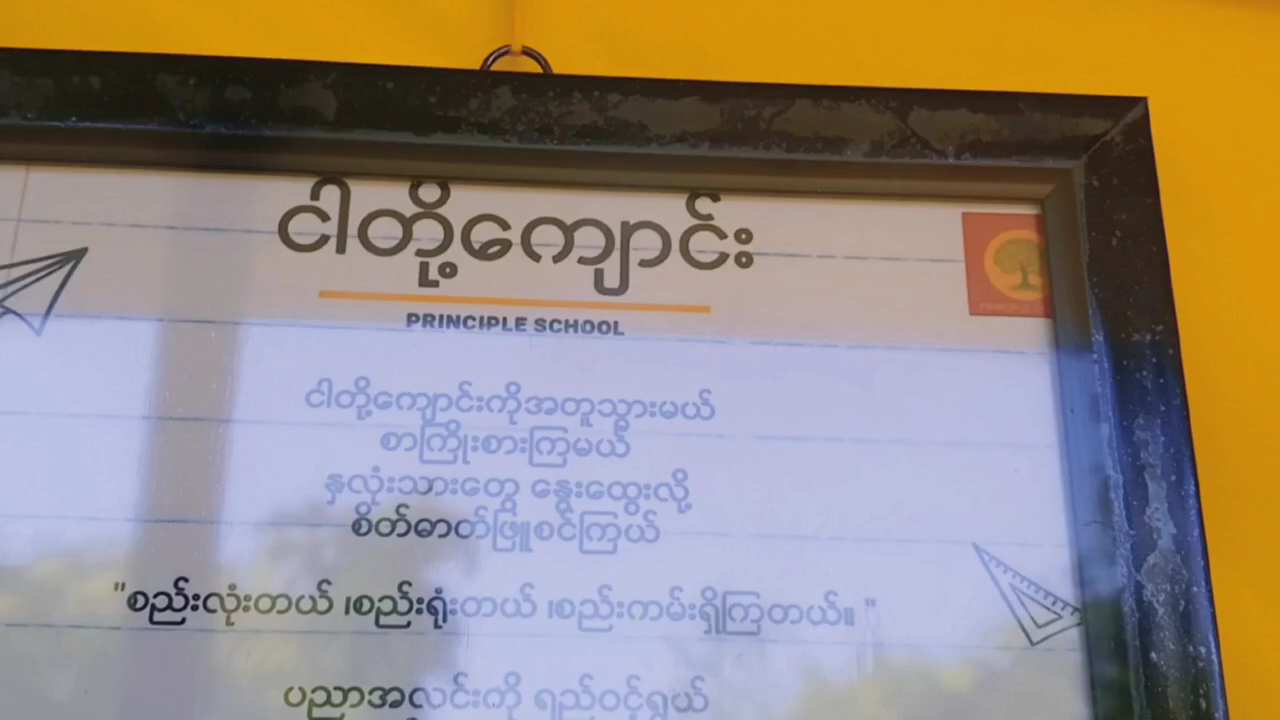 ငါတို့ကျောင်း
PRINCIPLE SCHOOL
ငါတို့ကျောင်းကိုအတူသွားမယ်
စာကြိုးစားကြမယ်
နှလုံးသားတွေ နွေးထွေးလို့
စိတ်ဓာတ်ဖြူစင်ကြယ်
"စည်းလုံးတယ် ၊စည်းရုံးတယ် ၊စည်းကမ်းရှိကြတယ်။ "
ပညာအလင်းကို ရည်ဝင့်ရွယ်